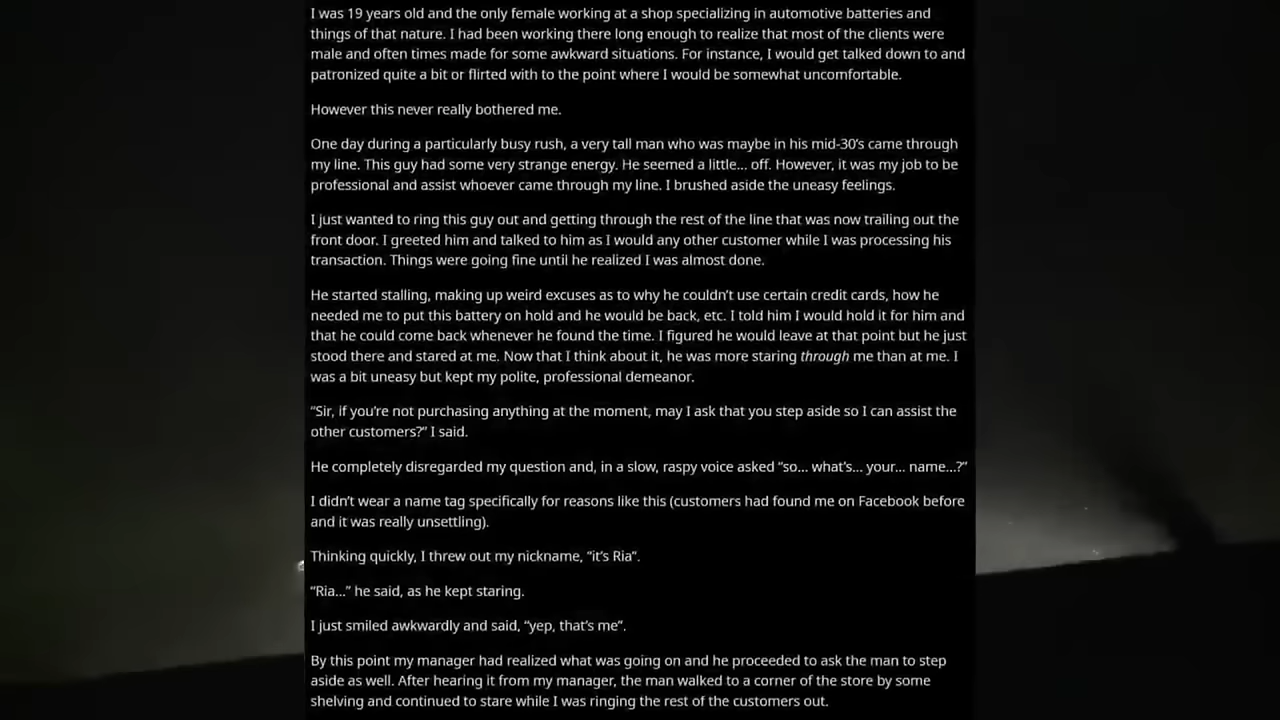 I was 19 years old and the only female working at a shop specializing in automotive batteries and
things of that nature. I had been working there long enough to realize that most of the clients were
male and often times made for some awkward situations. For instance, I would get talked down to and
patronized quite a bit or flirted with to the point where I would be somewhat uncomfortable.
However this never really bothered me.
One day during a particularly busy rush, a very tall man who was maybe in his mid-30’s came through
my line. This guy had some very strange energy. He seemed a little... off. However, it was my job to be
professional and assist whoever came through my line. I brushed aside the uneasy feelings.
I just wanted to ring this guy out and getting through the rest of the line that was now trailing out the
front door. I greeted him and talked to him as I would any other customer while I was processing his
transaction. Things were going fine until he realized I was almost done.
He started stalling, making up weird excuses as to why he couldn’t use certain credit cards, how he
needed me to put this battery on hold and he would be back, etc. I told him I would hold it for him and
that he could come back whenever he found the time. I figured he would leave at that point but he just
stood there and stared at me. Now that I think about it, he was more staring through me than at me. I
was a bit uneasy but kept my polite, professional demeanor.
“Sir, if you’re not purchasing anything at the moment, may I ask that you step aside so I can assist the
other customers?” I said.
He completely disregarded my question and, in a slow, raspy voice asked “so... what’s... your... name...?”
I didn’t wear a name tag specifically for reasons like this (customers had found me on Facebook before
and it was really unsettling).
Thinking quickly, I threw out my nickname, “it’s Ria”.
“Ria...” he said, as he kept staring.
I just smiled awkwardly and said, “yep, that’s me”.
By this point my manager had realized what was going on and he proceeded to ask the man to step
aside as well. After hearing it from my manager, the man walked to a corner of the store by some
shelving and continued to stare while I was ringing the rest of the customers out.